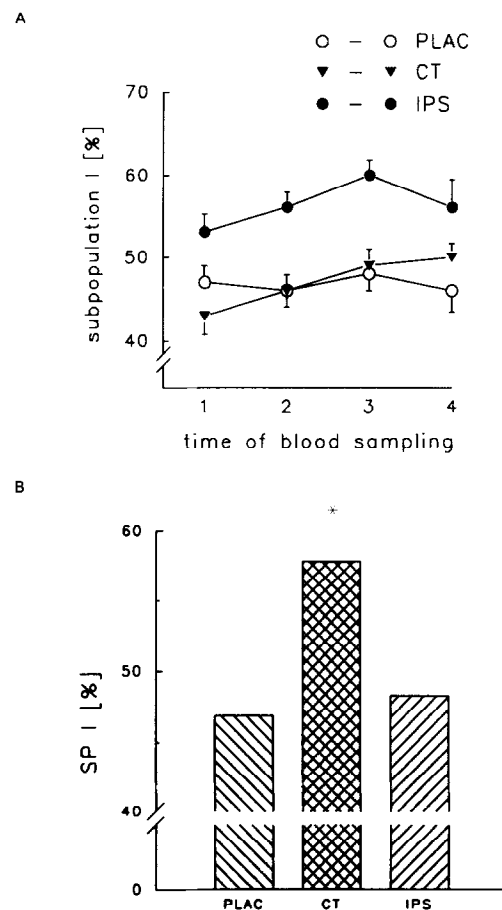 A
PLAC
CT
IPS
subpopulation I [%]
70
60
50
40
1 2 3 4
time of blood sampling
B
*
SP I [%]
60
50
40
0
PLAC CT IPS